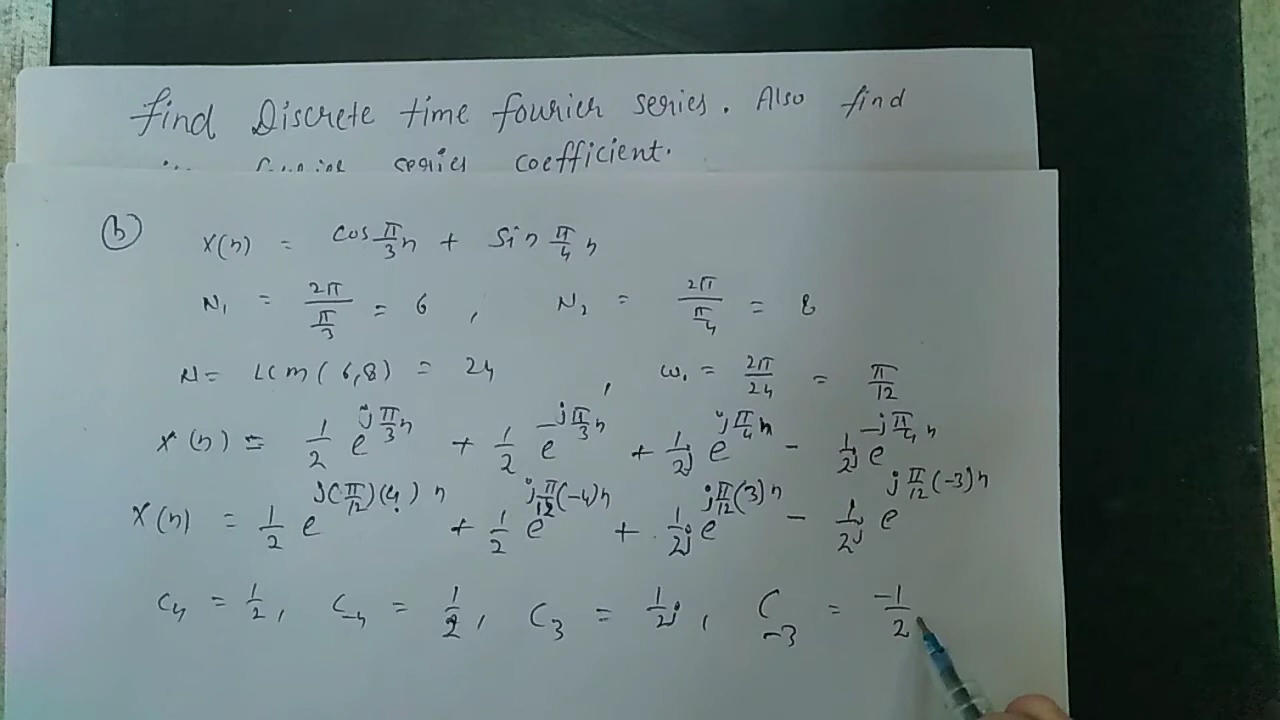 find Discrete time fourier series. Also find
series coefficient.
(b) x(n) = cos π/3 n + Sin π/4 n
N₁ = 2π/(π/3) = 6 , N₂ = 2π/(π/4) = 8
N = LCM(6,8) = 24 , ω₁ = 2π/24 = π/12
x(n) = 1/2 e^(jπ/3 n) + 1/2 e^(-jπ/3 n) + 1/2j e^(jπ/4 n) - 1/2j e^(-jπ/4 n)
x(n) = 1/2 e^(j(π/12)(4) n) + 1/2 e^(jπ/12(-4)n) + 1/2j e^(jπ/12(3)n) - 1/2j e^(jπ/12(-3)n)
C₄ = 1/2, C₋₄ = 1/2, C₃ = 1/2j, C₋₃ = -1/2